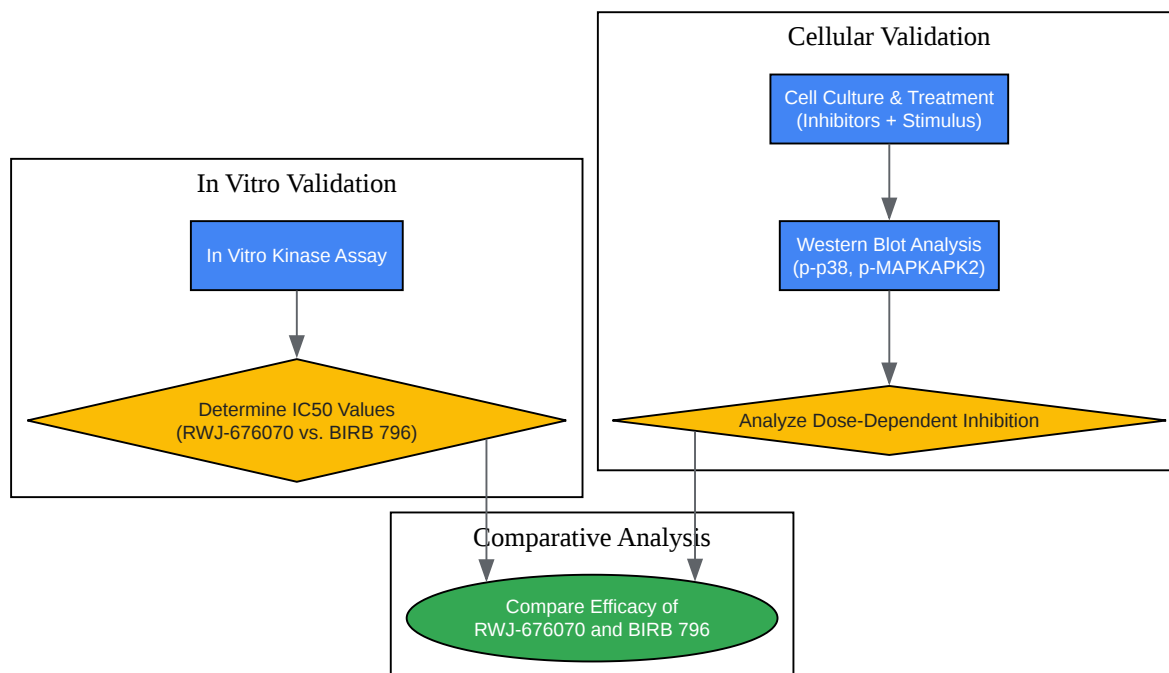 Cellular Validation
Cell Culture & Treatment
(Inhibitors + Stimulus)
Western Blot Analysis
(p-p38, p-MAPKAPK2)
Analyze Dose-Dependent Inhibition
In Vitro Validation
In Vitro Kinase Assay
Determine IC50 Values
(RWJ-676070 vs. BIRB 796)
Comparative Analysis
Compare Efficacy of
RWJ-676070 and BIRB 796